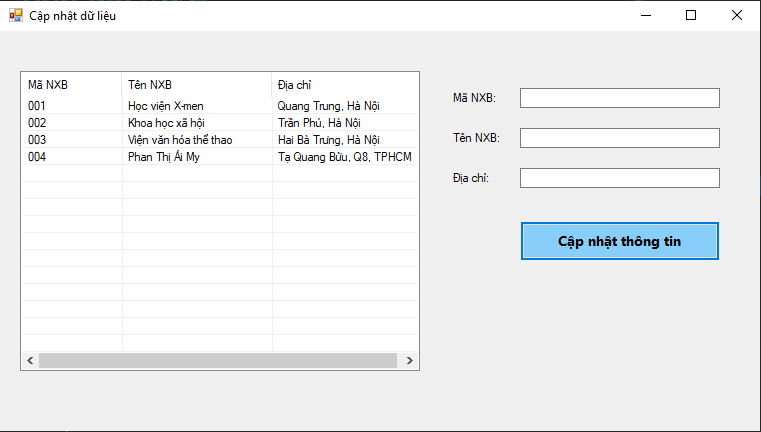 Cập nhật dữ liệu
Mã NXB Tên NXB Địa chỉ
001 Học viện X-men Quang Trung, Hà Nội
002 Khoa học xã hội Trần Phú, Hà Nội
003 Viện văn hóa thể thao Hai Bà Trưng, Hà Nội
004 Phan Thị Ái My Tạ Quang Bửu, Q8, TPHCM
Mã NXB:
Tên NXB:
Địa chỉ:
Cập nhật thông tin